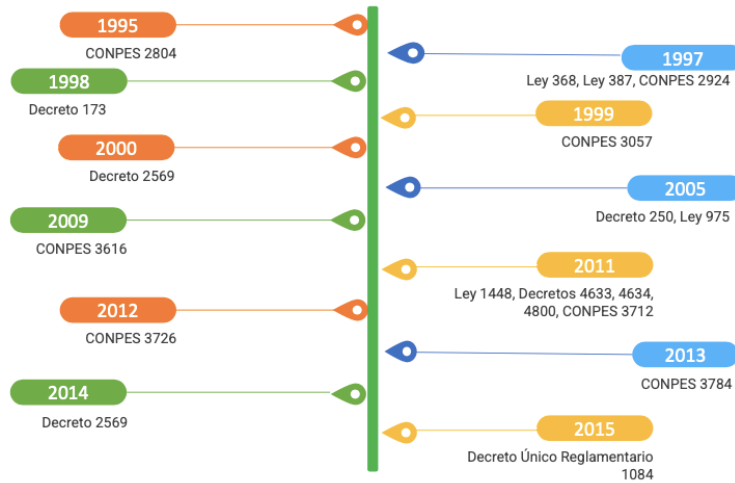 1995
CONPES 2804
1997
Ley 368, Ley 387, CONPES 2924
1998
Decreto 173
1999
CONPES 3057
2000
Decreto 2569
2005
Decreto 250, Ley 975
2009
CONPES 3616
2011
Ley 1448, Decretos 4633, 4634,
4800, CONPES 3712
2012
CONPES 3726
2013
CONPES 3784
2014
Decreto 2569
2015
Decreto Único Reglamentario
1084